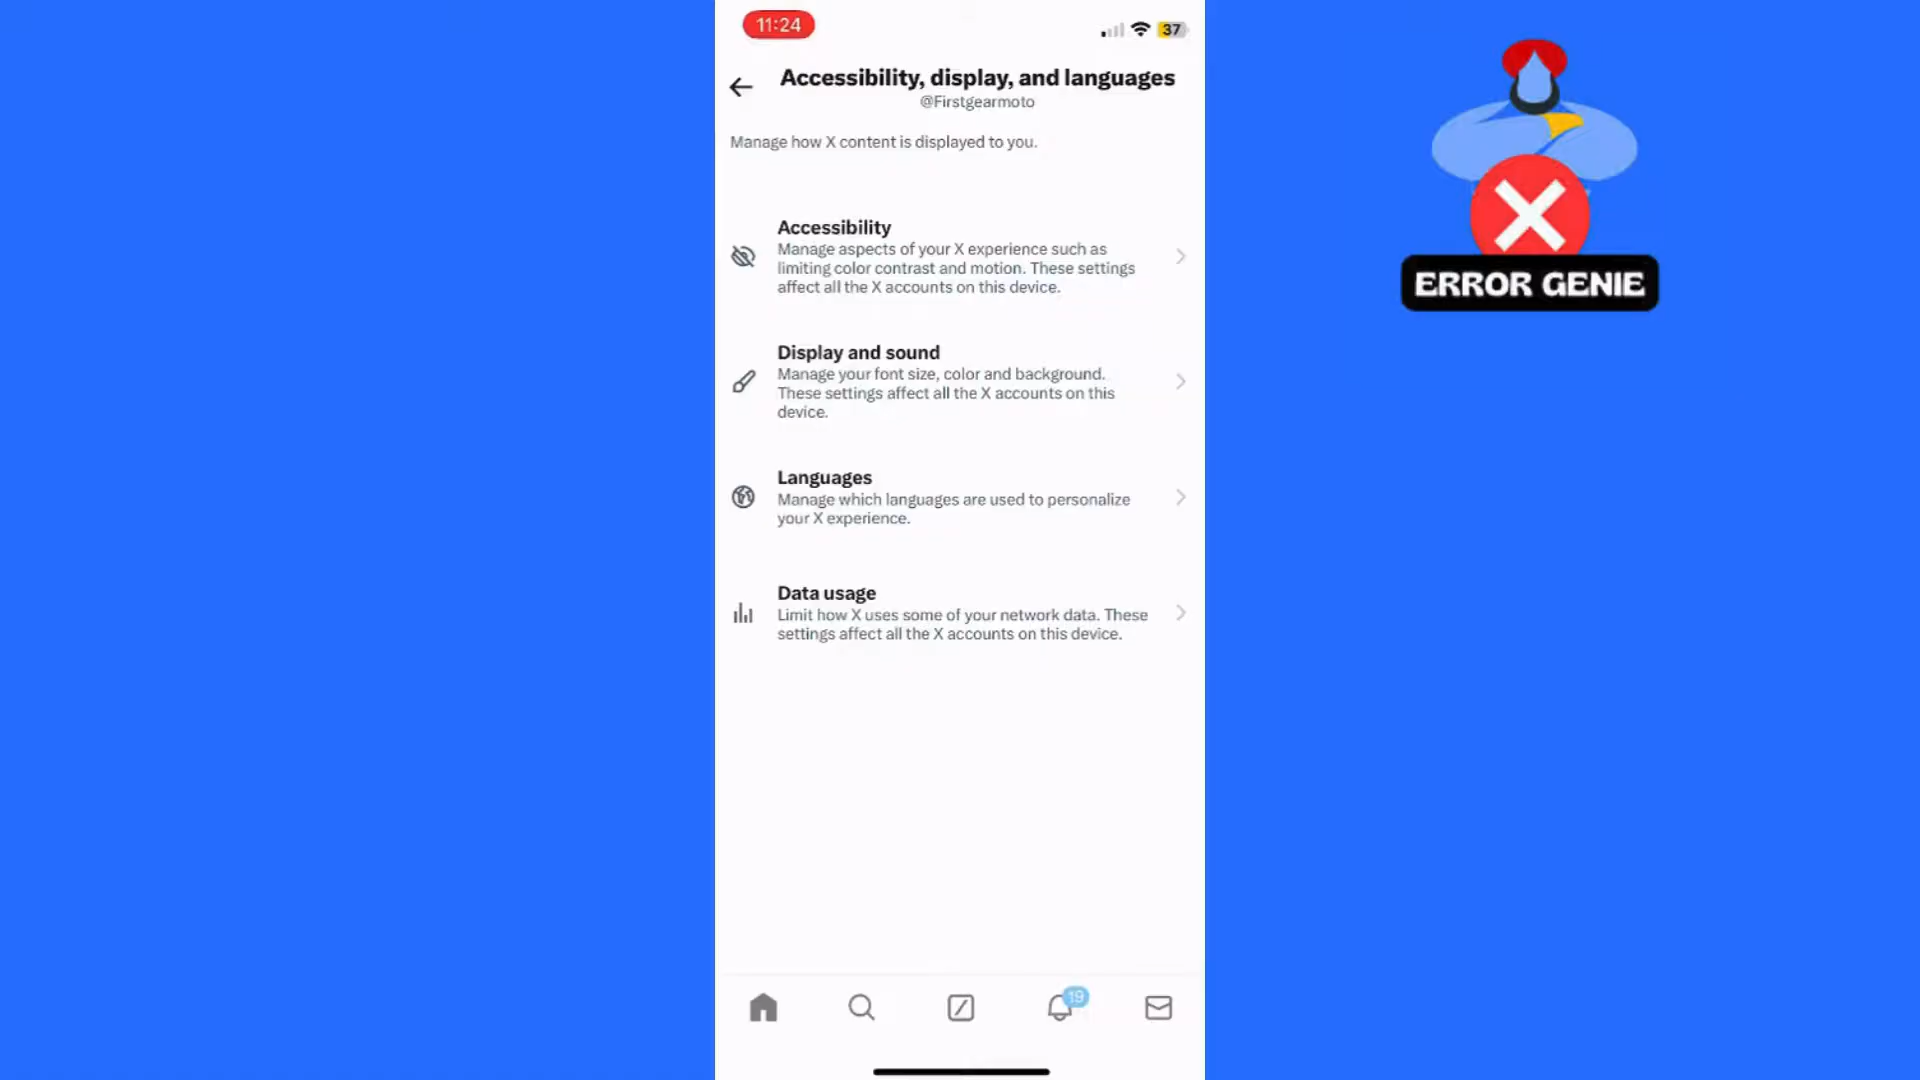 11:24
37
Accessibility, display, and languages
@Firstgearmoto
Manage how X content is displayed to you.
Accessibility
Manage aspects of your X experience such as
limiting color contrast and motion. These settings
affect all the X accounts on this device.
Display and sound
Manage your font size, color and background.
These settings affect all the X accounts on this
device.
Languages
Manage which languages are used to personalize
your X experience.
Data usage
Limit how X uses some of your network data. These
settings affect all the X accounts on this device.
19
ERROR GENIE